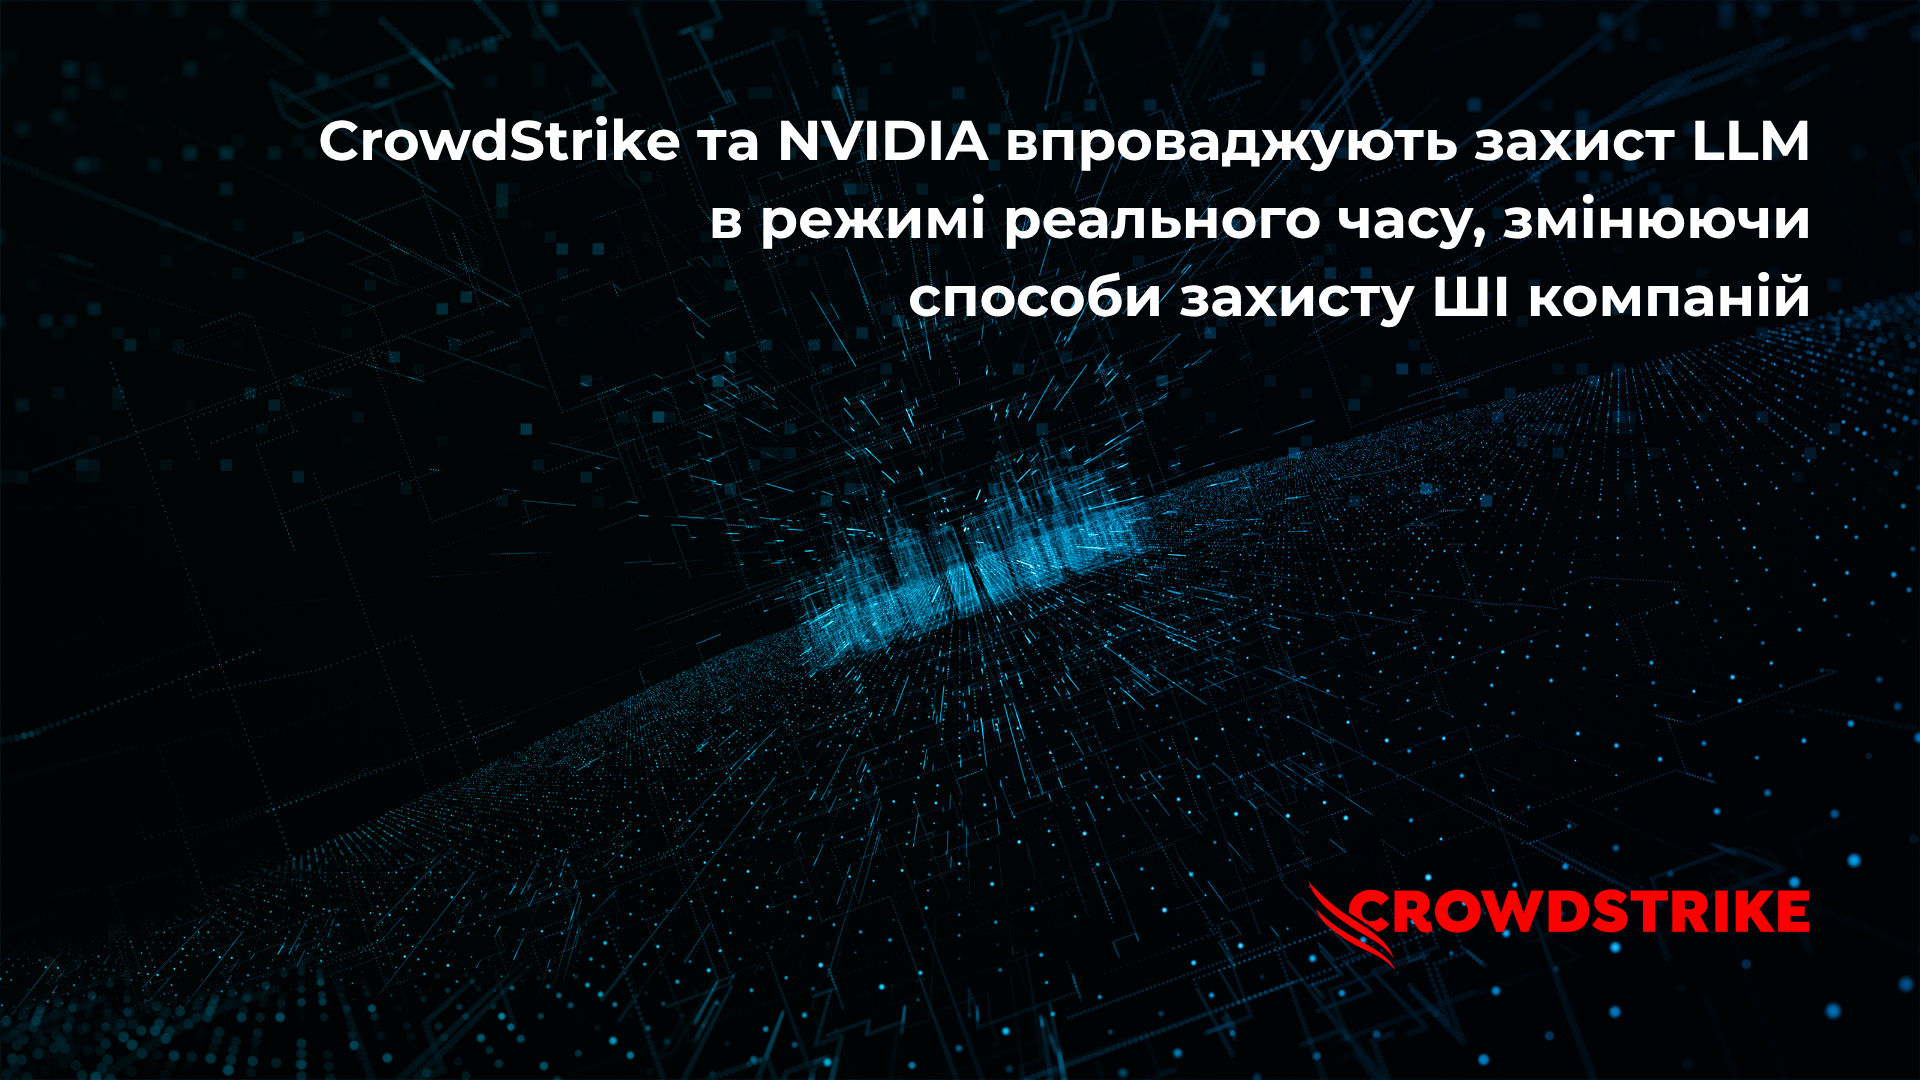 CrowdStrike та NVIDIA впроваджують захист LLM
в режимі реального часу, змінюючи
способи захисту ШІ компаній
CROWDSTRIKE